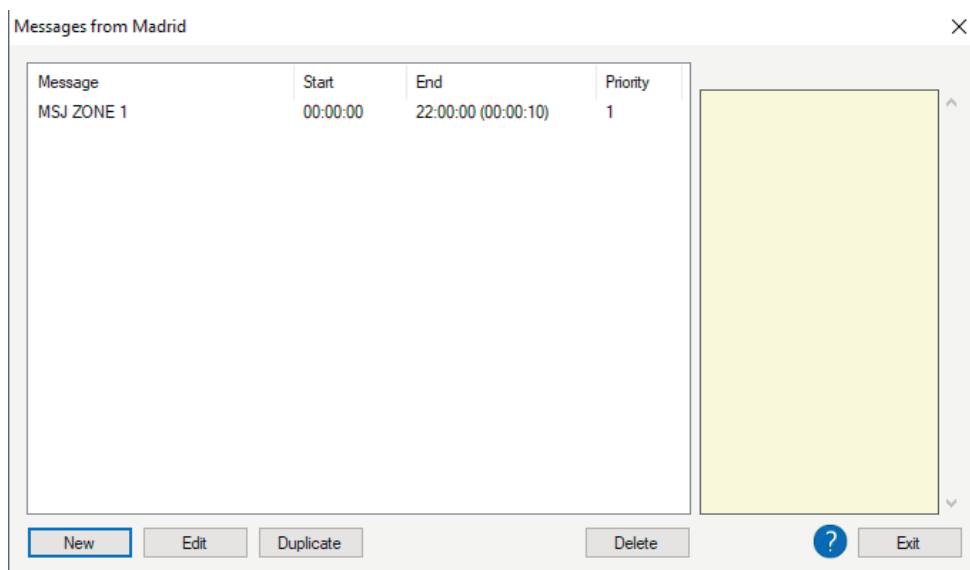 Messages from Madrid
Message Start End Priority
MSJ ZONE 1 00:00:00 22:00:00 (00:00:10) 1
New Edit Duplicate Delete ? Exit